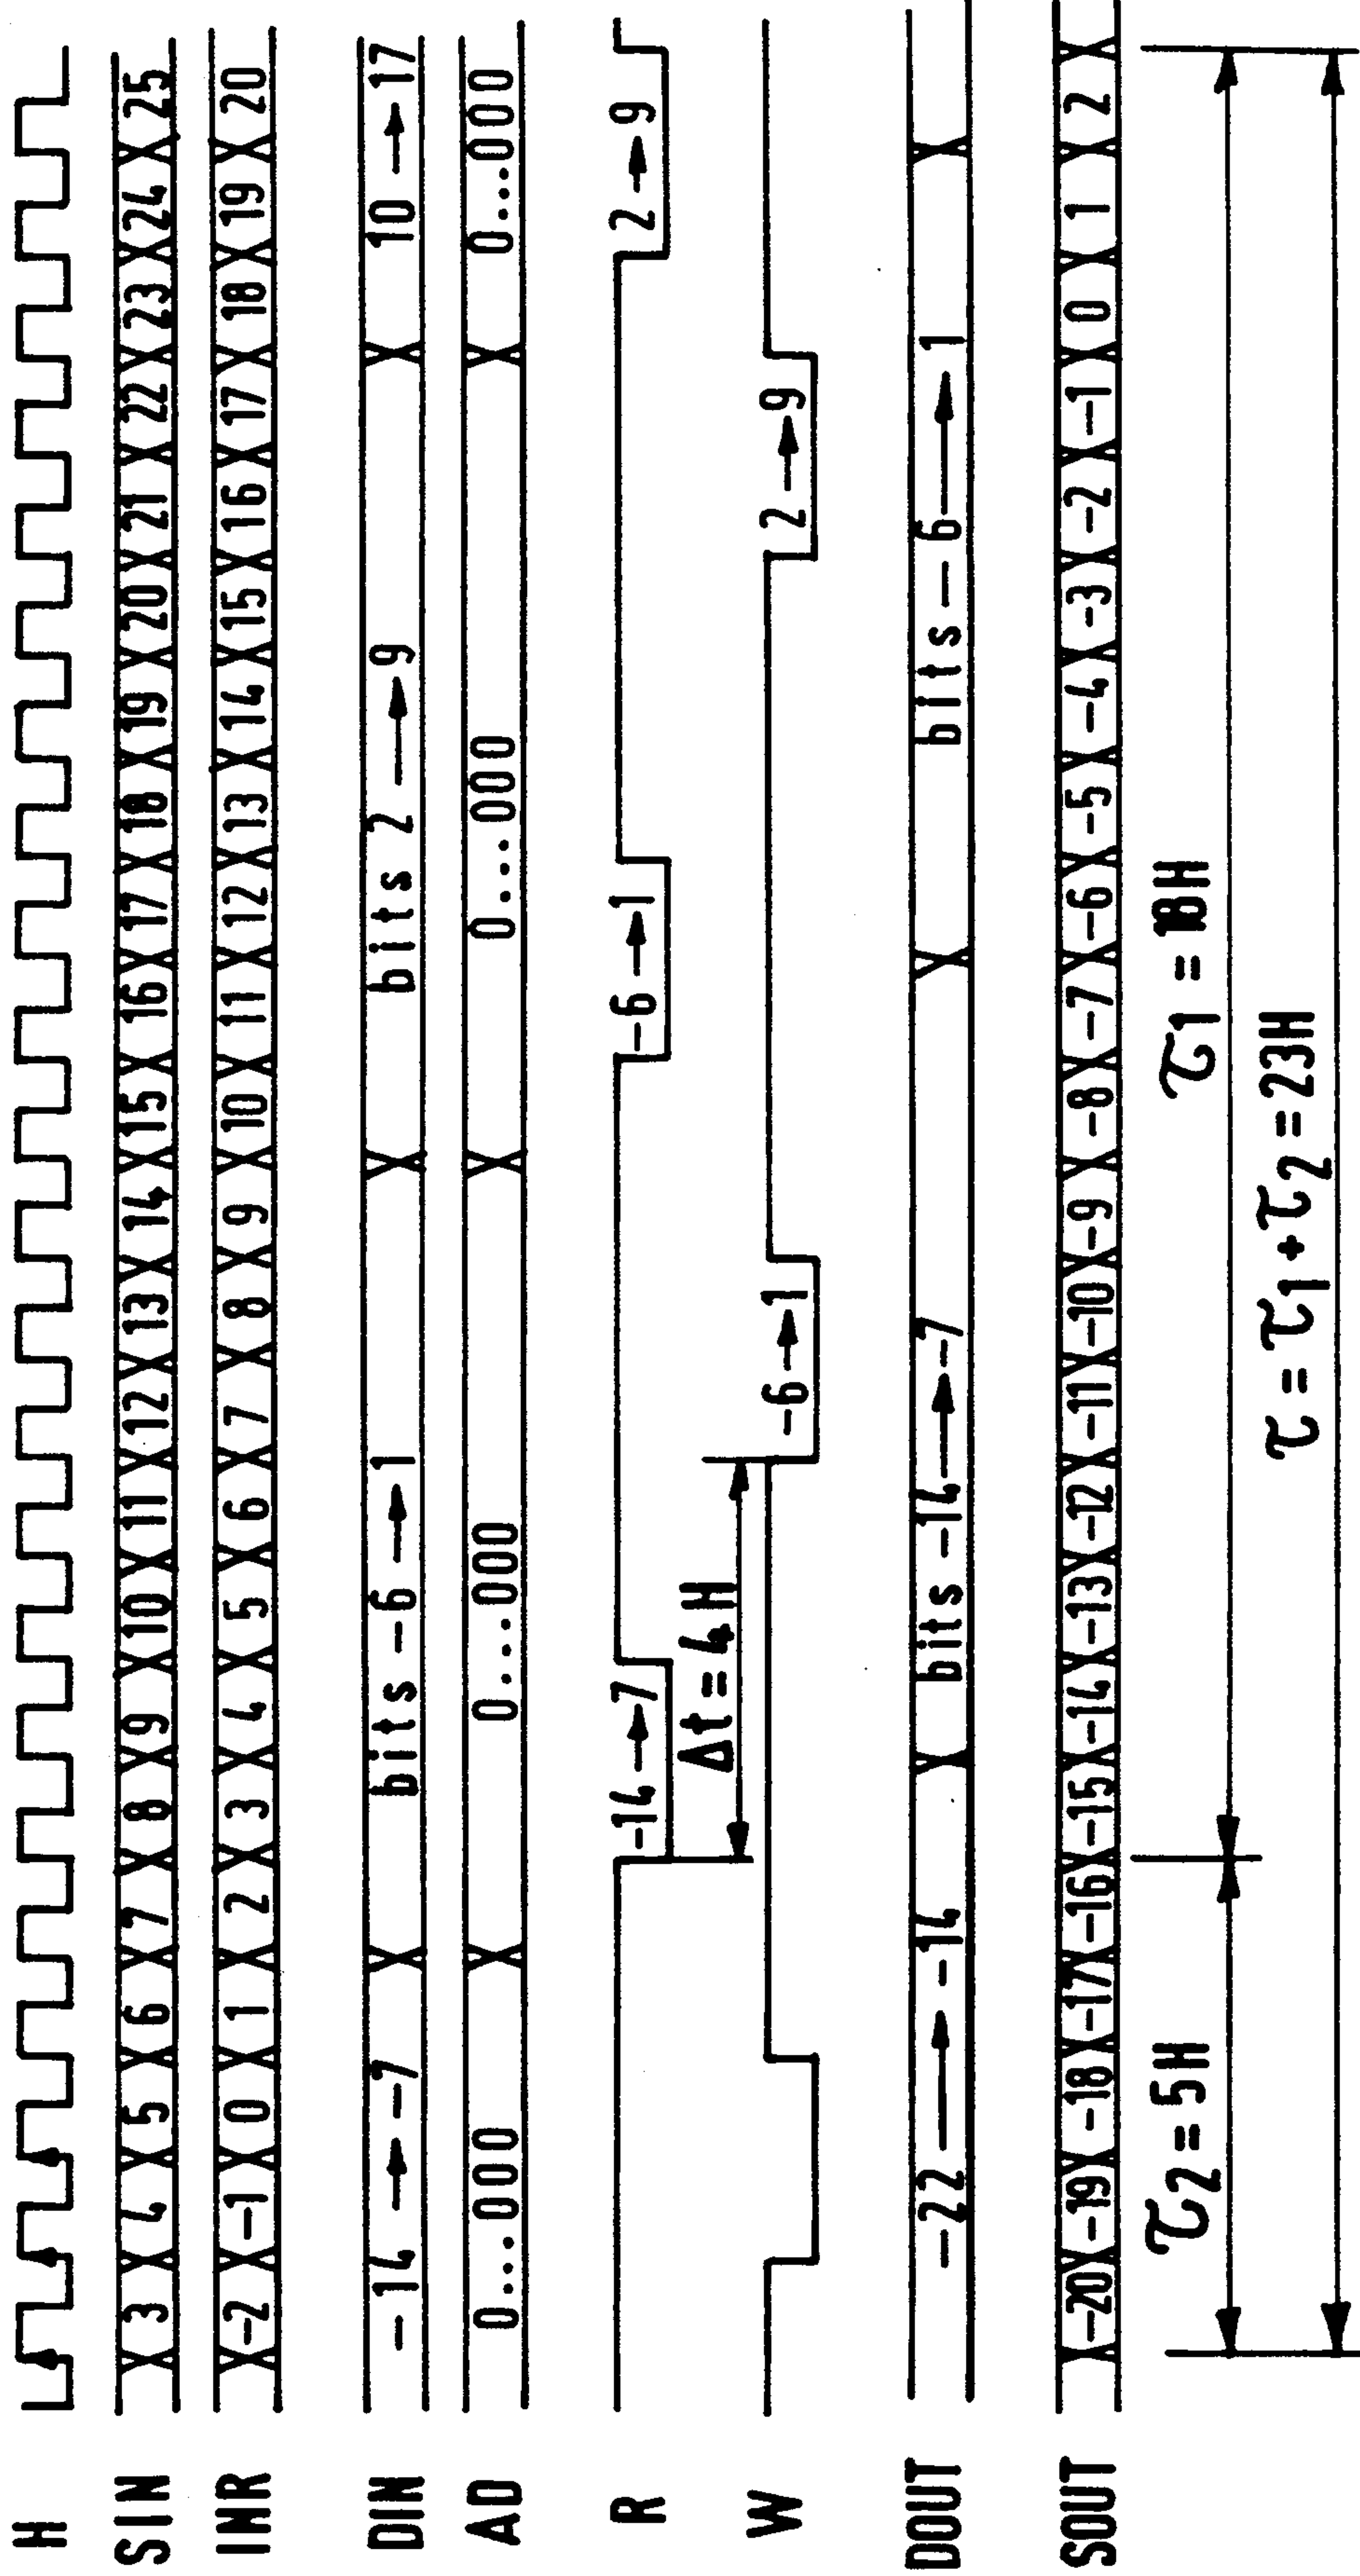 H
SIN X 3 X 4 X 5 X 6 X 7 X 8 X 9 X 10 X 11 X 12 X 13 X 14 X 15 X 16 X 17 X 18 X 19 X 20 X 21 X 22 X 23 X 24 X 25
INR X -2 X -1 X 0 X 1 X 2 X 3 X 4 X 5 X 6 X 7 X 8 X 9 X 10 X 11 X 12 X 13 X 14 X 15 X 16 X 17 X 18 X 19 X 20
DIN -14 → -7 X bits -6 → 1 X bits 2 → 9 X 10 → 17
AD 0...000 X 0...000 X 0...000 X 0...000
R -14 → 7 -6 → 1 2 → 9
Δt = 4H
W -6 → 1 2 → 9
DOUT -22 → -14 X bits -14 → -7 X bits -6 → 1 X
SOUT X -20 X -19 X -18 X -17 X -16 X -15 X -14 X -13 X -12 X -11 X -10 X -9 X -8 X -7 X -6 X -5 X -4 X -3 X -2 X -1 X 0 X 1 X 2 X
τ2 = 5H τ1 = 18H
τ = τ1 + τ2 = 23H